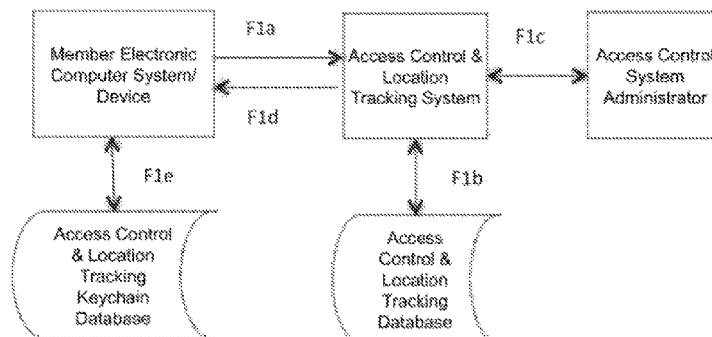 F1a
Member Electronic
Computer System/
Device
Access Control &
Location
Tracking System
F1c
Access Control
System
Administrator
F1d
F1e
F1b
Access Control
& Location
Tracking
Keychain
Database
Access
Control &
Location
Tracking
Database